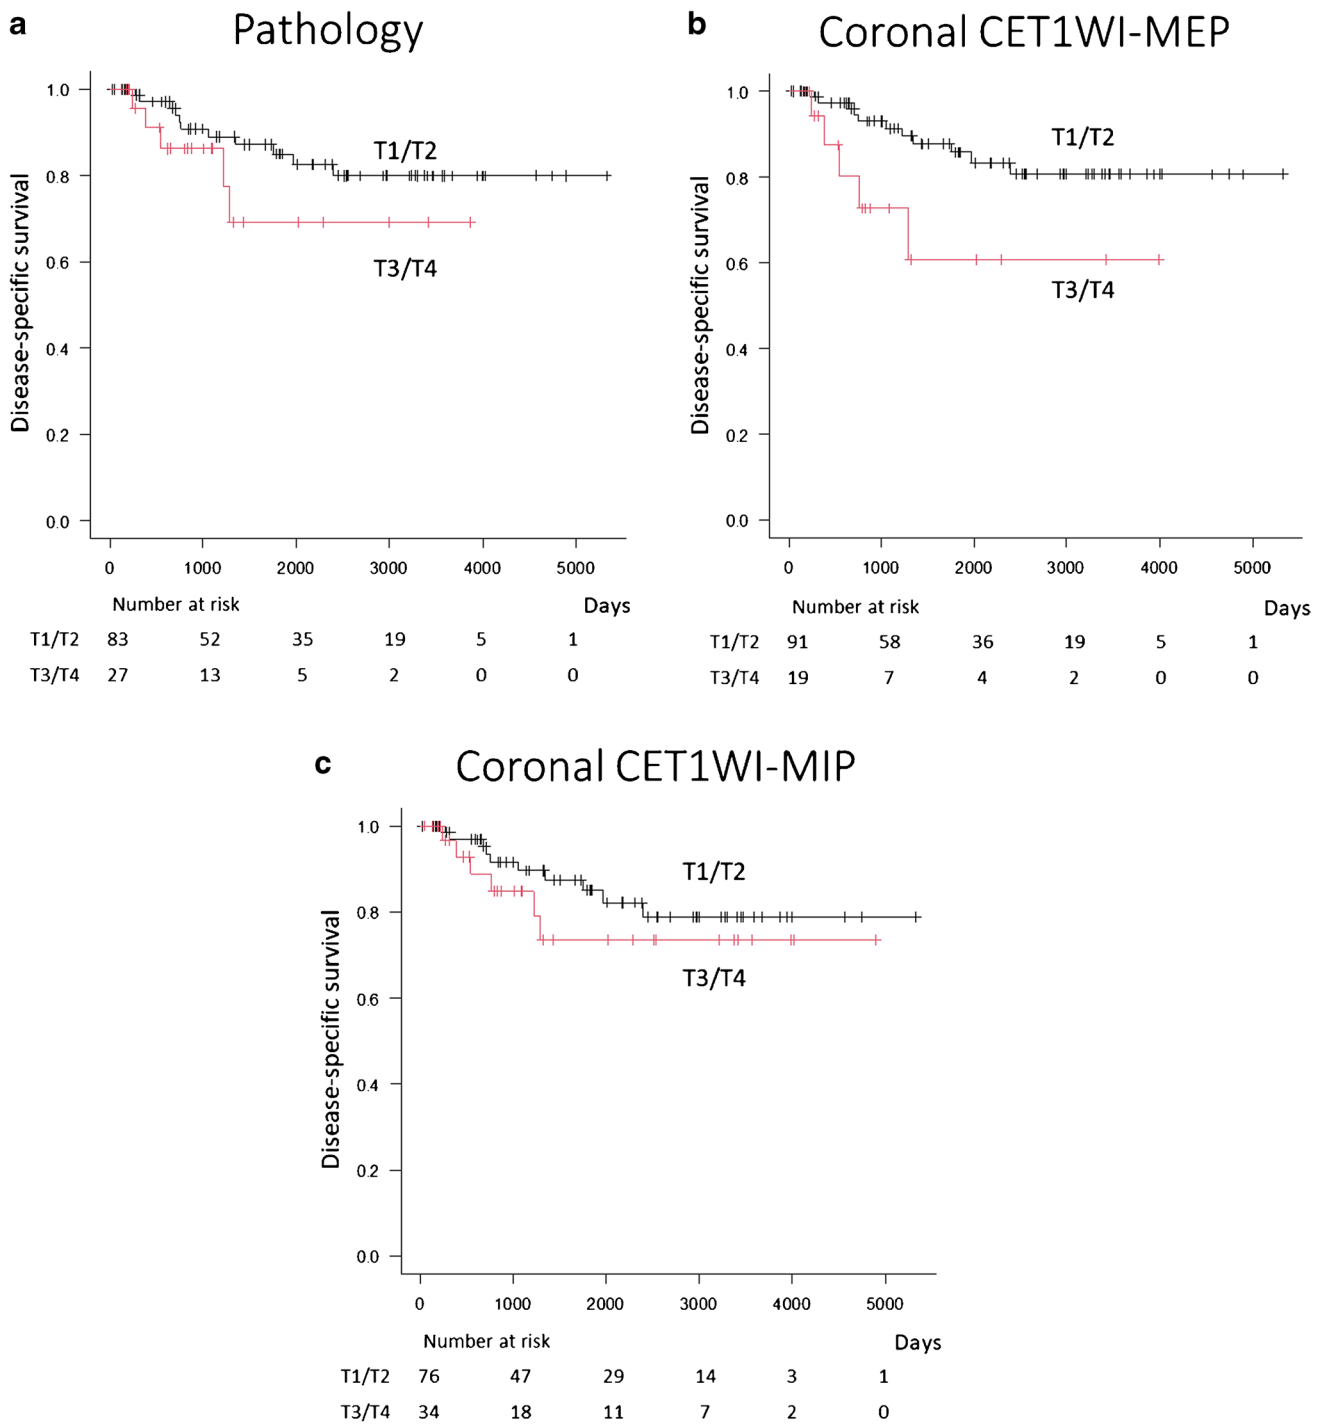 a
Pathology
Disease-specific survival
1.0
0.8
0.6
0.4
0.2
0.0
T1/T2
T3/T4
0 1000 2000 3000 4000 5000
Number at risk Days
T1/T2 83 52 35 19 5 1
T3/T4 27 13 5 2 0 0
b
Coronal CET1WI-MEP
Disease-specific survival
1.0
0.8
0.6
0.4
0.2
0.0
T1/T2
T3/T4
0 1000 2000 3000 4000 5000
Number at risk Days
T1/T2 91 58 36 19 5 1
T3/T4 19 7 4 2 0 0
c
Coronal CET1WI-MIP
Disease-specific survival
1.0
0.8
0.6
0.4
0.2
0.0
T1/T2
T3/T4
0 1000 2000 3000 4000 5000
Number at risk Days
T1/T2 76 47 29 14 3 1
T3/T4 34 18 11 7 2 0